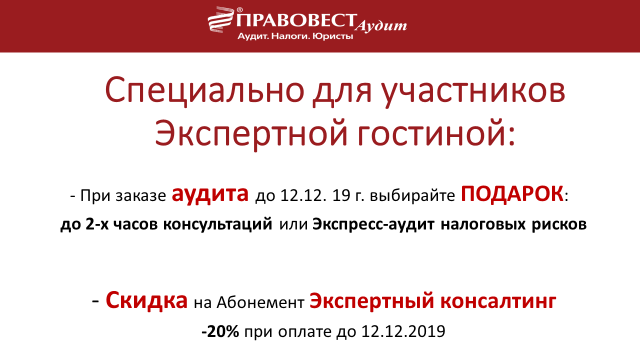 ®ПРАВОВЕСТ Аудит
Аудит. Налоги. Юристы
Специально для участников
Экспертной гостиной:
- При заказе аудита до 12.12. 19 г. выбирайте ПОДАРОК:
до 2-х часов консультаций или Экспресс-аудит налоговых рисков
- Скидка на Абонемент Экспертный консалтинг
-20% при оплате до 12.12.2019